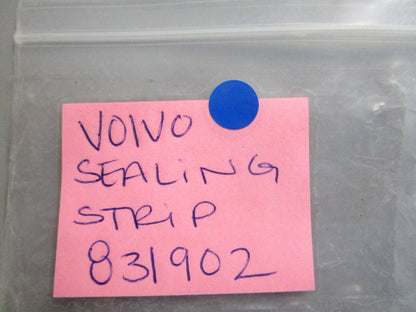 VOLVO
SEALING
STRIP
831902